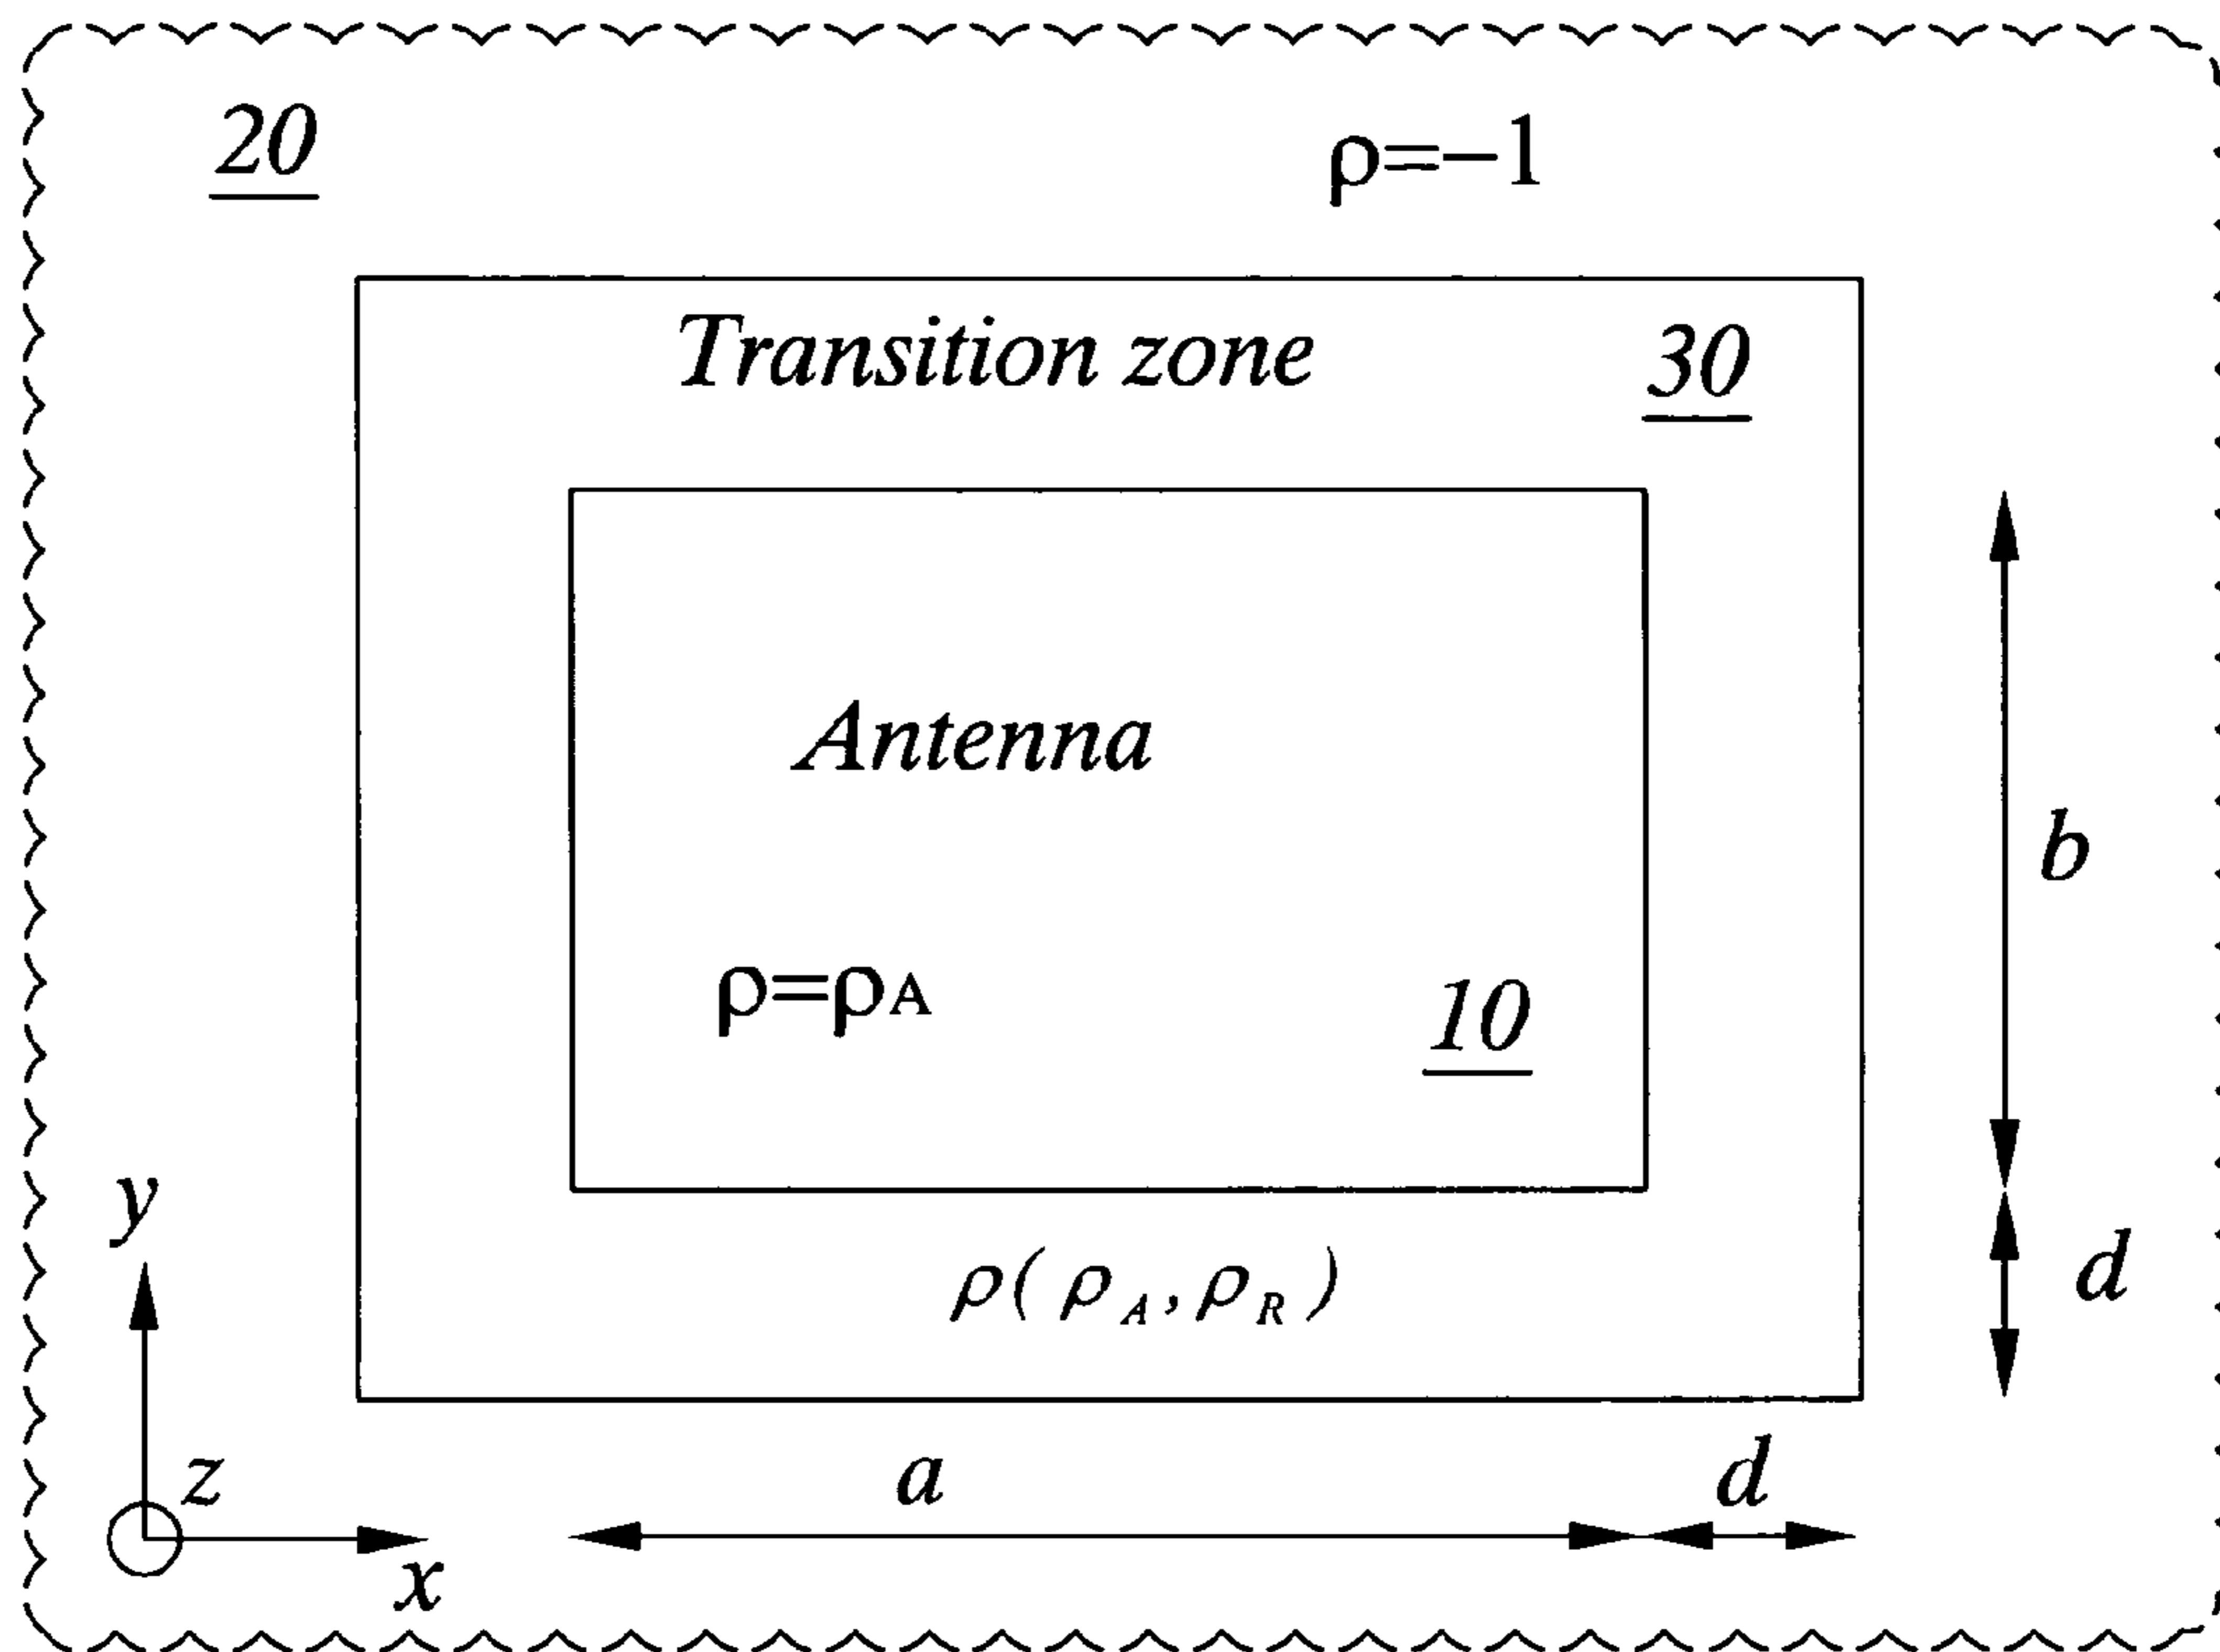 20
ρ=−1
Transition zone
30
Antenna
b
ρ=ρA
10
y
ρ( ρA, ρR )
d
z
a
d
x